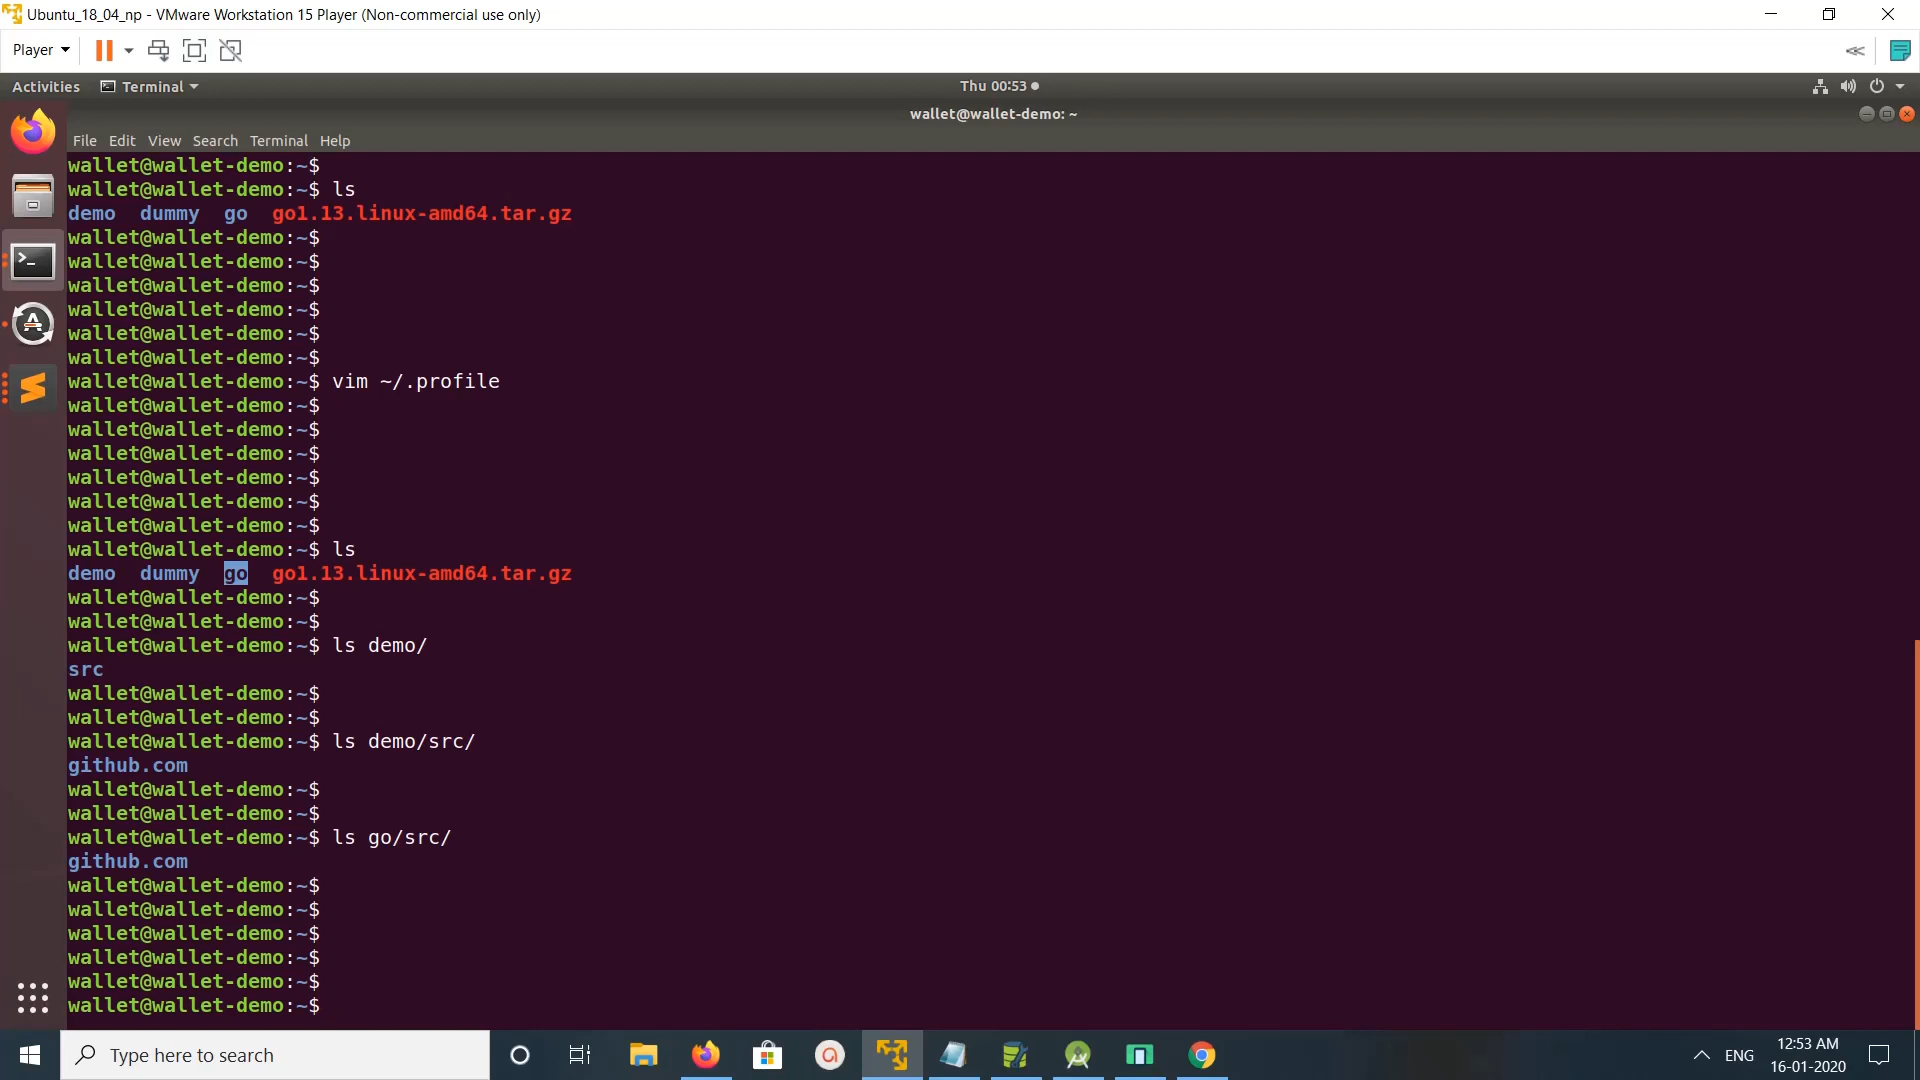 Ubuntu_18_04_np - VMware Workstation 15 Player (Non-commercial use only)
Player
Activities Terminal Thu 00:53
wallet@wallet-demo: ~
File Edit View Search Terminal Help
wallet@wallet-demo:~$
wallet@wallet-demo:~$ ls
demo dummy go go1.13.linux-amd64.tar.gz
wallet@wallet-demo:~$
wallet@wallet-demo:~$
wallet@wallet-demo:~$
wallet@wallet-demo:~$
wallet@wallet-demo:~$
wallet@wallet-demo:~$
wallet@wallet-demo:~$ vim ~/.profile
wallet@wallet-demo:~$
wallet@wallet-demo:~$
wallet@wallet-demo:~$
wallet@wallet-demo:~$
wallet@wallet-demo:~$
wallet@wallet-demo:~$
wallet@wallet-demo:~$ ls
demo dummy go go1.13.linux-amd64.tar.gz
wallet@wallet-demo:~$
wallet@wallet-demo:~$
wallet@wallet-demo:~$ ls demo/
src
wallet@wallet-demo:~$
wallet@wallet-demo:~$
wallet@wallet-demo:~$ ls demo/src/
github.com
wallet@wallet-demo:~$
wallet@wallet-demo:~$
wallet@wallet-demo:~$ ls go/src/
github.com
wallet@wallet-demo:~$
wallet@wallet-demo:~$
wallet@wallet-demo:~$
wallet@wallet-demo:~$
wallet@wallet-demo:~$
wallet@wallet-demo:~$
Type here to search
ENG
12:53 AM
16-01-2020